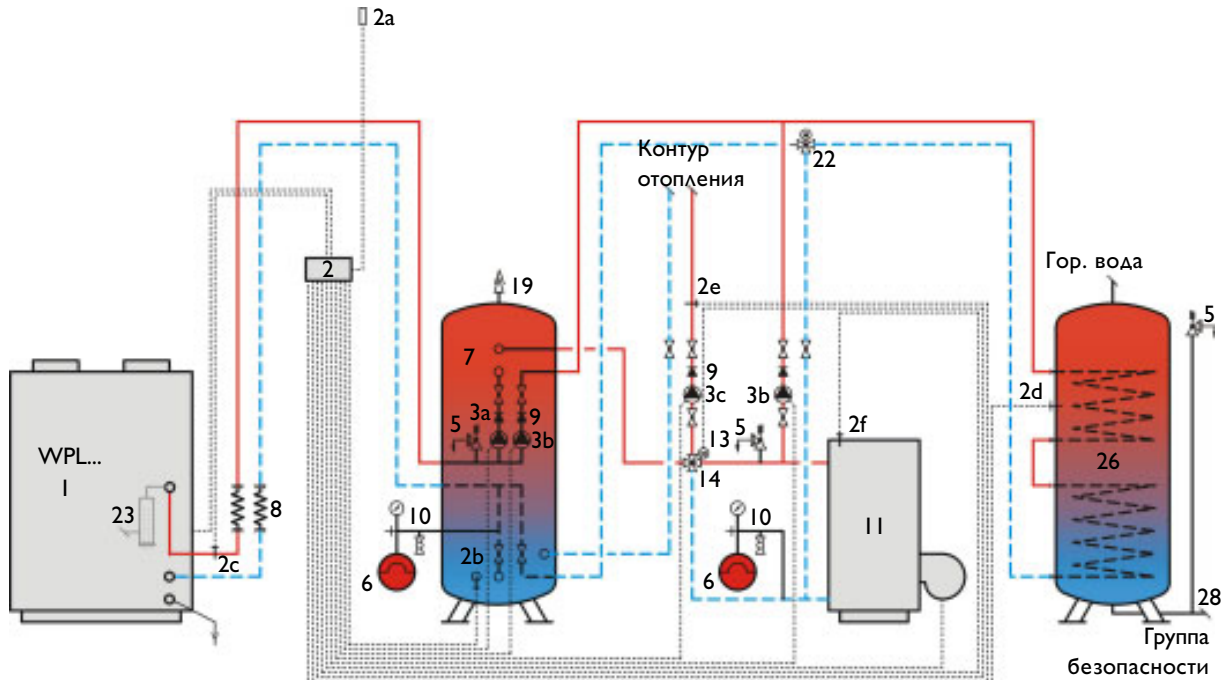 2a
Контур
отопления
22
2
19
2e
Гор. вода
5
7
9
3c
3b
2d
3a
9
5
3b
13
5
2f
14
WPL...
1
26
23
8
10
10
11
2b
2c
6
6
28
Группа
безопасности